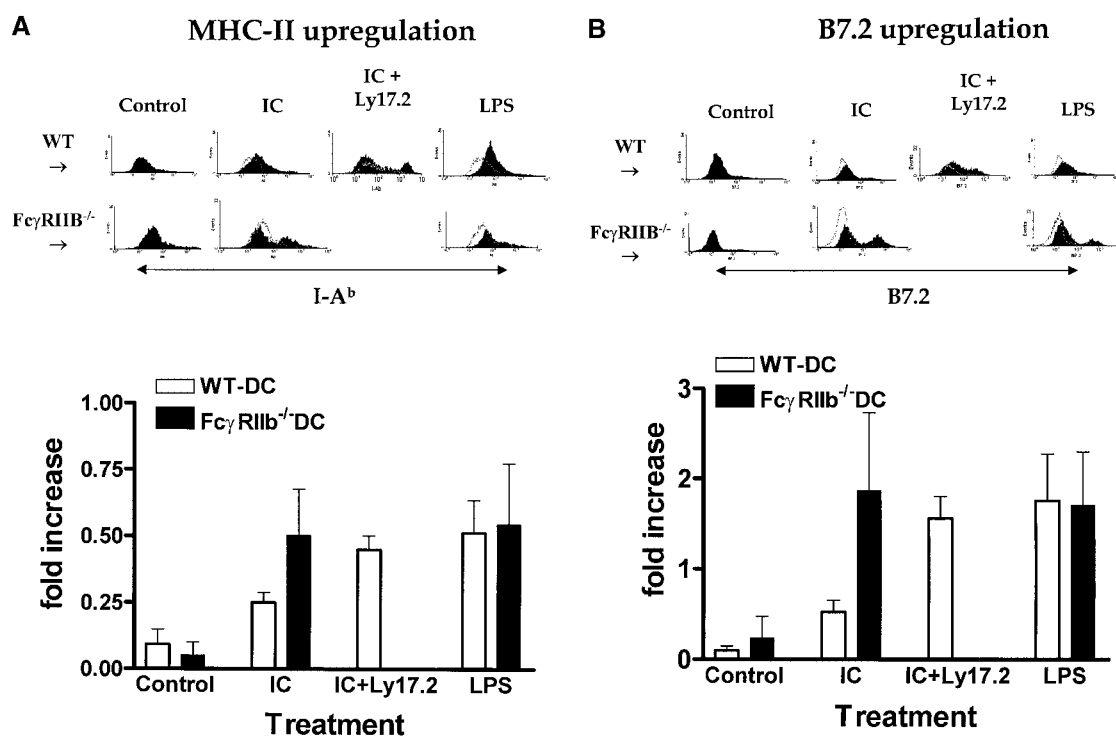 A
MHC-II upregulation
Control
IC
IC +
Ly17.2
LPS
WT
→
FcγRIIB-/-
→
I-Aᵇ
WT-DC
FcγRIIb-/-DC
fold increase
1.00
0.75
0.50
0.25
0.00
Control
IC
IC+Ly17.2
LPS
Treatment
B
B7.2 upregulation
Control
IC
IC +
Ly17.2
LPS
WT
→
FcγRIIB-/-
→
B7.2
WT-DC
FcγRIIb-/-DC
fold increase
3
2
1
0
Control
IC
IC+Ly17.2
LPS
Treatment